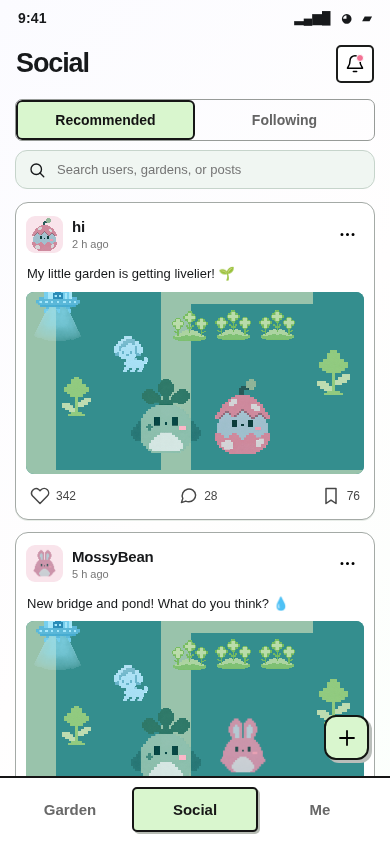 9:41
Social
Recommended
Following
Search users, gardens, or posts
hi
2 h ago
My little garden is getting livelier! 🌱
342
28
76
MossyBean
5 h ago
New bridge and pond! What do you think? 💧
Garden
Social
Me